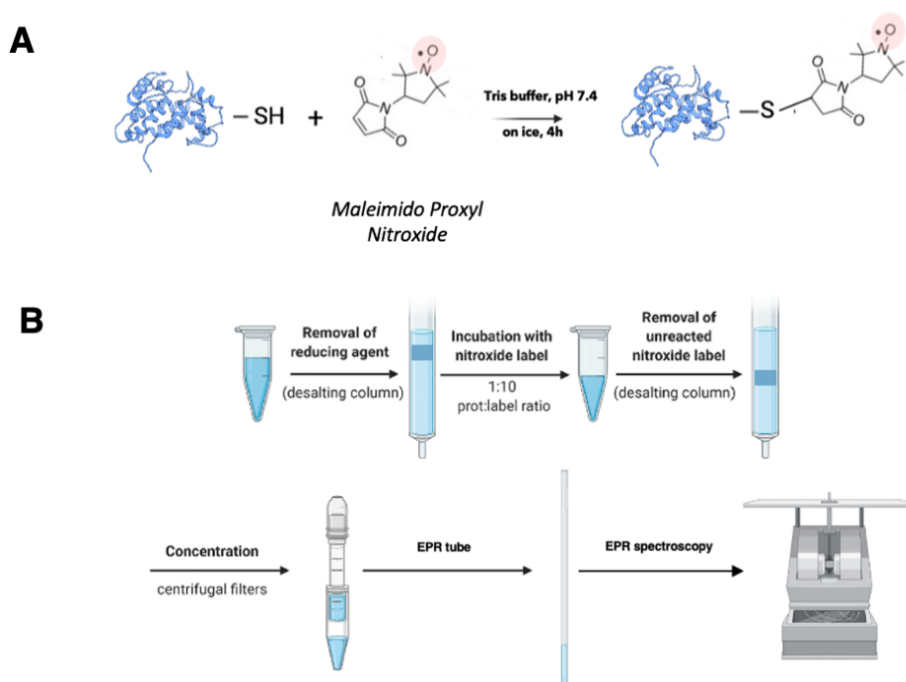 A
– SH
+
O
N
O
N
• O
Tris buffer, pH 7.4
on ice, 4h
– S
O
N
O
N
• O
Maleimido Proxyl
Nitroxide
B
Removal of
reducing agent
(desalting column)
Incubation with
nitroxide label
1:10
prot:label ratio
Removal of
unreacted
nitroxide label
(desalting column)
Concentration
centrifugal filters
EPR tube
EPR spectroscopy